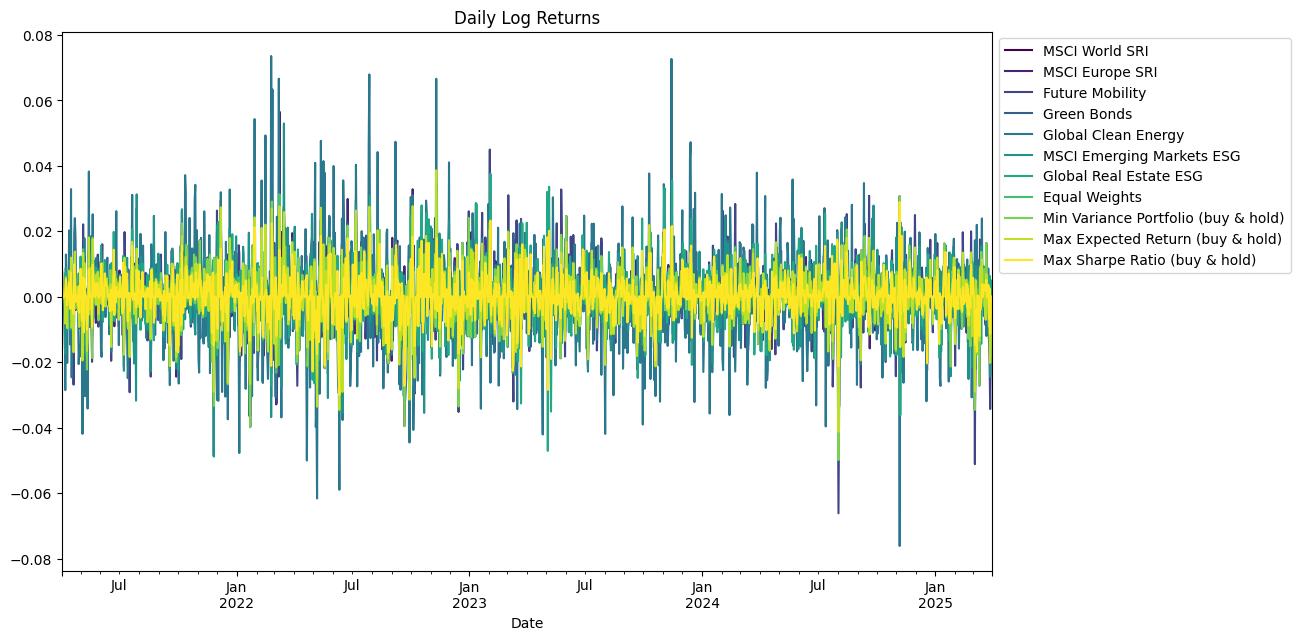 Daily Log Returns
0.08
0.06
0.04
0.02
0.00
−0.02
−0.04
−0.06
−0.08
Jul
Jan
2022
Jul
Jan
2023
Jul
Jan
2024
Jul
Jan
2025
Date
MSCI World SRI
MSCI Europe SRI
Future Mobility
Green Bonds
Global Clean Energy
MSCI Emerging Markets ESG
Global Real Estate ESG
Equal Weights
Min Variance Portfolio (buy & hold)
Max Expected Return (buy & hold)
Max Sharpe Ratio (buy & hold)